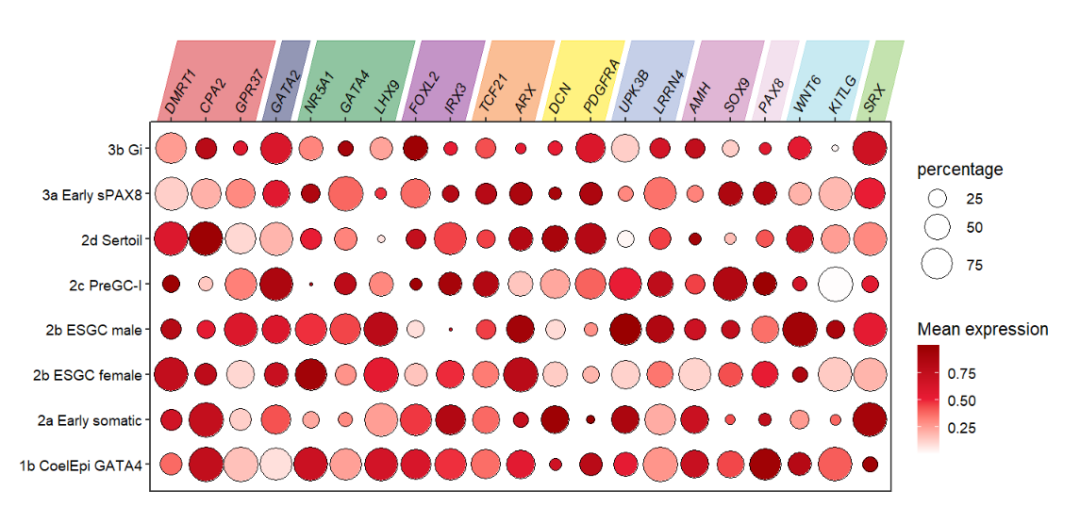 DMRT1 CPA2 GPR37 GATA2 NR5A1 GATA4 LHX9 FOXL2 IRX3 TCF21 ARX DCN PDGFRA UPK3B LRRN4 AMH SOX9 PAX8 WNT6 KITLG SRX
3b Gi
3a Early sPAX8
2d Sertoil
2c PreGC-I
2b ESGC male
2b ESGC female
2a Early somatic
1b CoelEpi GATA4
percentage
25
50
75
Mean expression
0.75
0.50
0.25